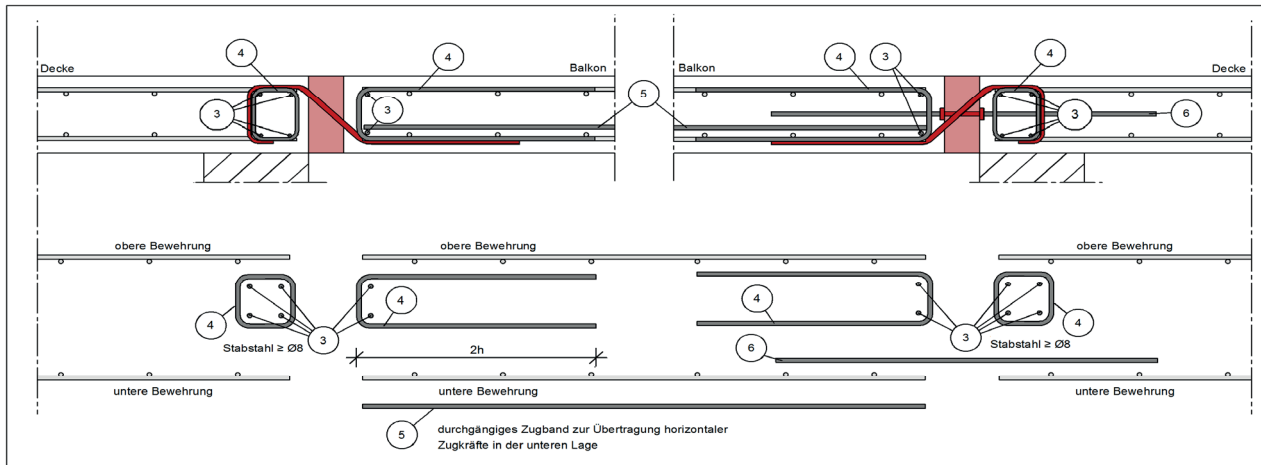 4
4
3
4
Decke
Balkon
Balkon
Decke
5
3
3
3
6
obere Bewehrung
obere Bewehrung
obere Bewehrung
4
4
4
4
3
3
Stabstahl ≥ Ø8
Stabstahl ≥ Ø8
2h
6
untere Bewehrung
untere Bewehrung
untere Bewehrung
5
durchgängiges Zugband zur Übertragung horizontaler
Zugkräfte in der unteren Lage